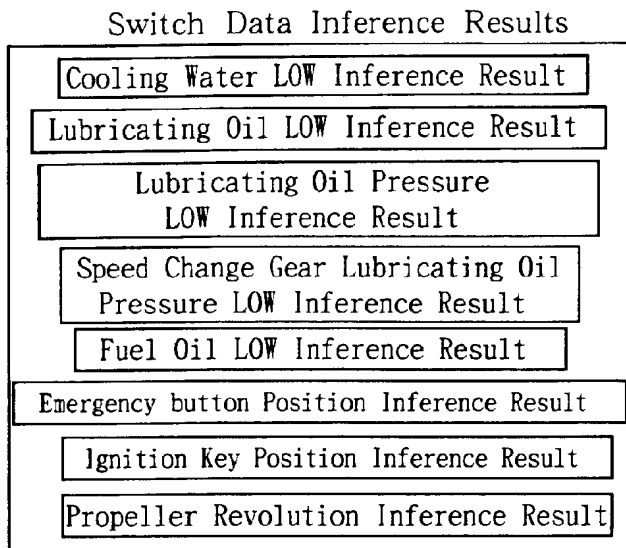 Switch Data Inference Results
Cooling Water LOW Inference Result
Lubricating Oil LOW Inference Result
Lubricating Oil Pressure
LOW Inference Result
Speed Change Gear Lubricating Oil
Pressure LOW Inference Result
Fuel Oil LOW Inference Result
Emergency button Position Inference Result
Ignition Key Position Inference Result
Propeller Revolution Inference Result